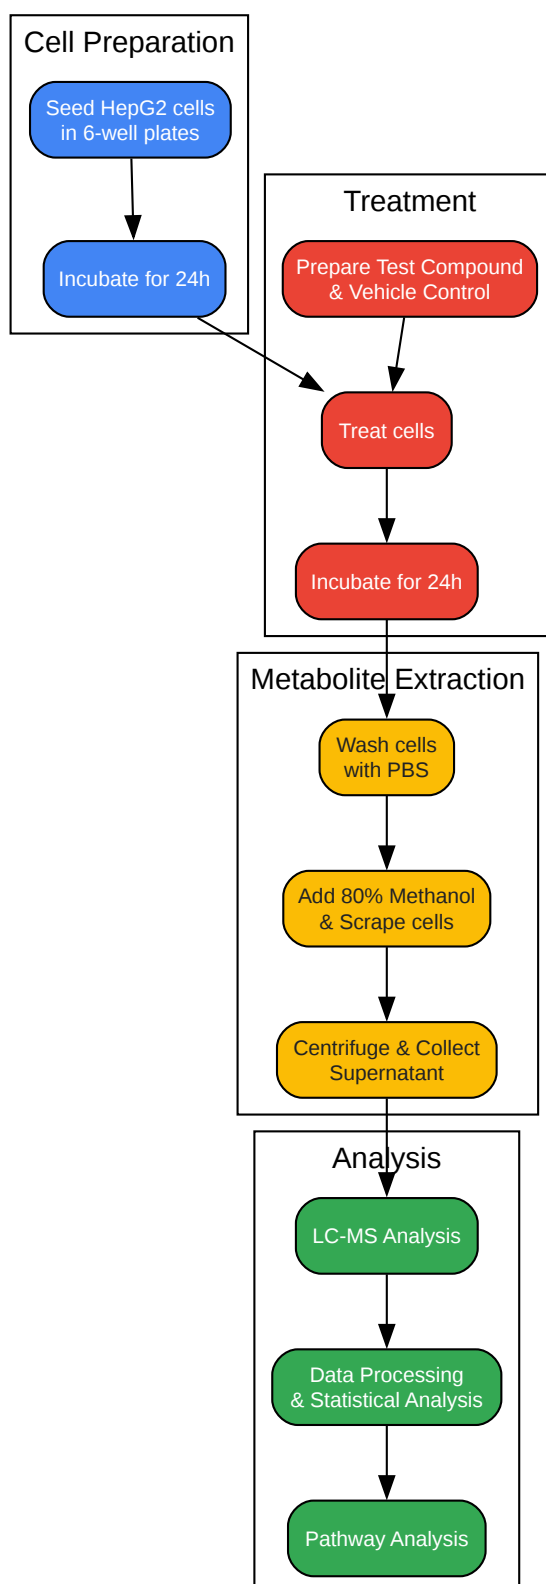 Cell Preparation
Seed HepG2 cells
in 6-well plates
Incubate for 24h
Treatment
Prepare Test Compound
& Vehicle Control
Treat cells
Incubate for 24h
Metabolite Extraction
Wash cells
with PBS
Add 80% Methanol
& Scrape cells
Centrifuge & Collect
Supernatant
Analysis
LC-MS Analysis
Data Processing
& Statistical Analysis
Pathway Analysis